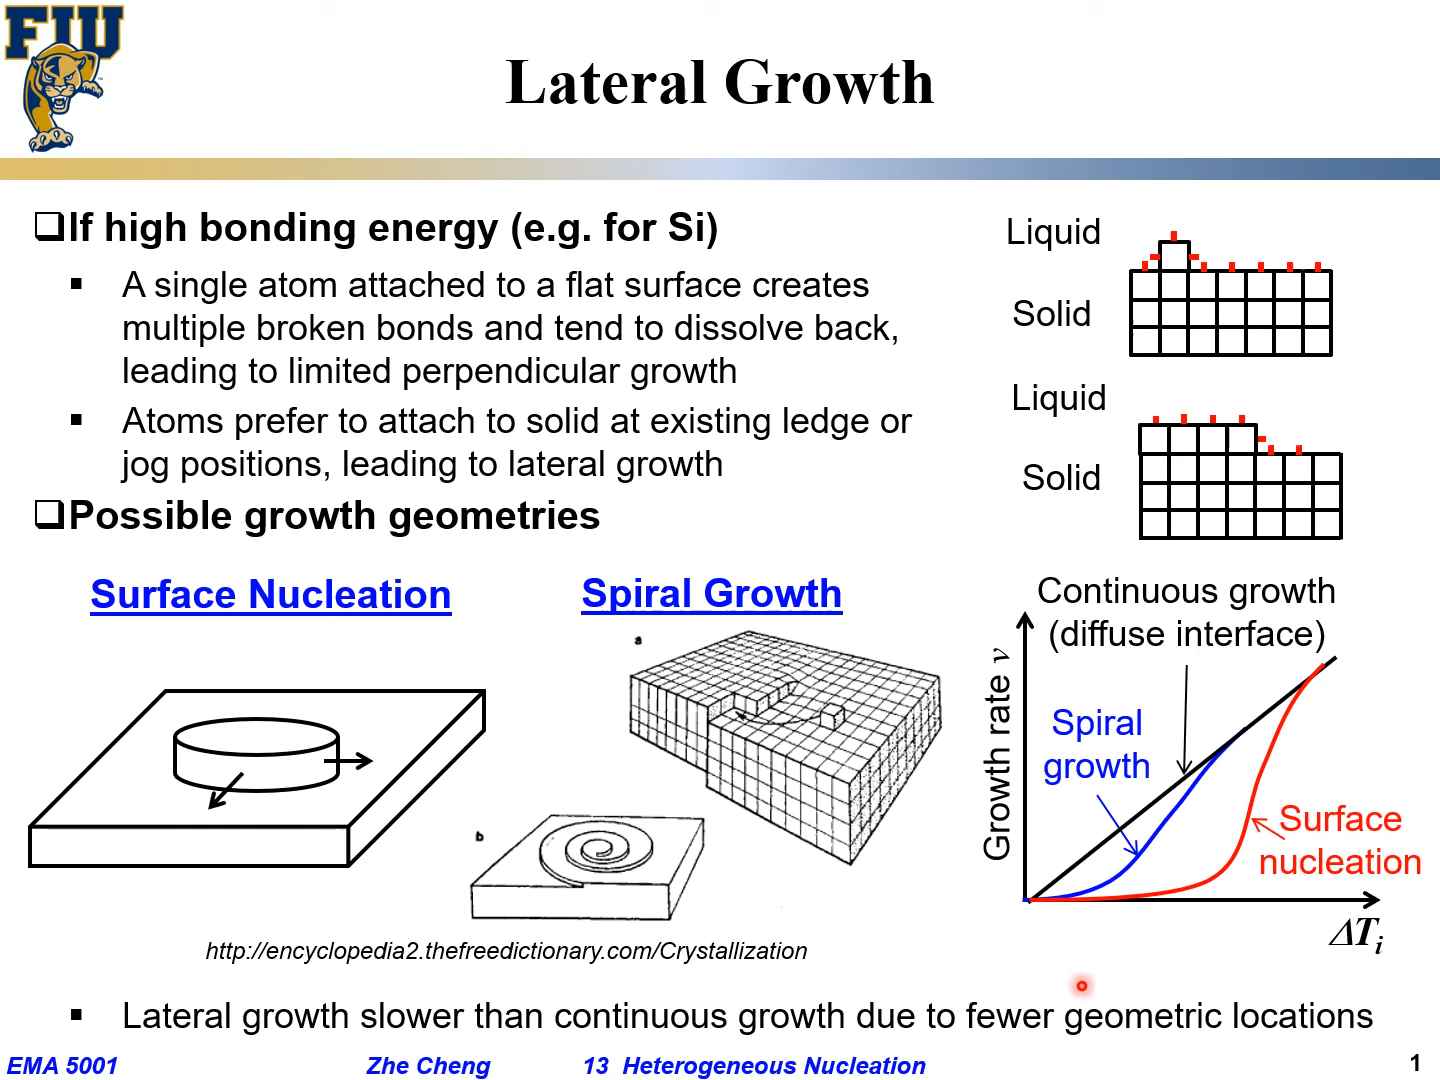 FIU
Lateral Growth
❑If high bonding energy (e.g. for Si)
▪ A single atom attached to a flat surface creates
multiple broken bonds and tend to dissolve back,
leading to limited perpendicular growth
▪ Atoms prefer to attach to solid at existing ledge or
jog positions, leading to lateral growth
❑Possible growth geometries
Liquid
Solid
Liquid
Solid
Surface Nucleation
Spiral Growth
a
b
http://encyclopedia2.thefreedictionary.com/Crystallization
Continuous growth
(diffuse interface)
Growth rate v
Spiral
growth
Surface
nucleation
ΔTi
▪ Lateral growth slower than continuous growth due to fewer geometric locations
EMA 5001 Zhe Cheng 13 Heterogeneous Nucleation 1